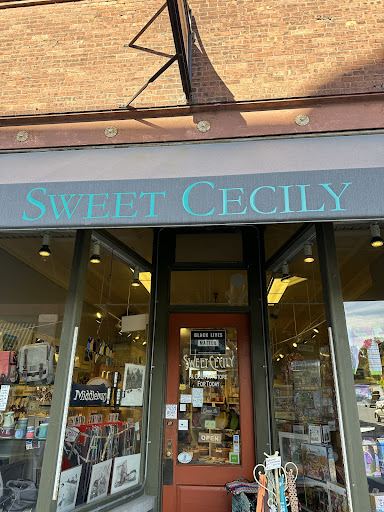 SWEET CECILY
BLACK LIVES
MATTER
SWEET CECILY
FOR TODAY
Middlebury
OPEN